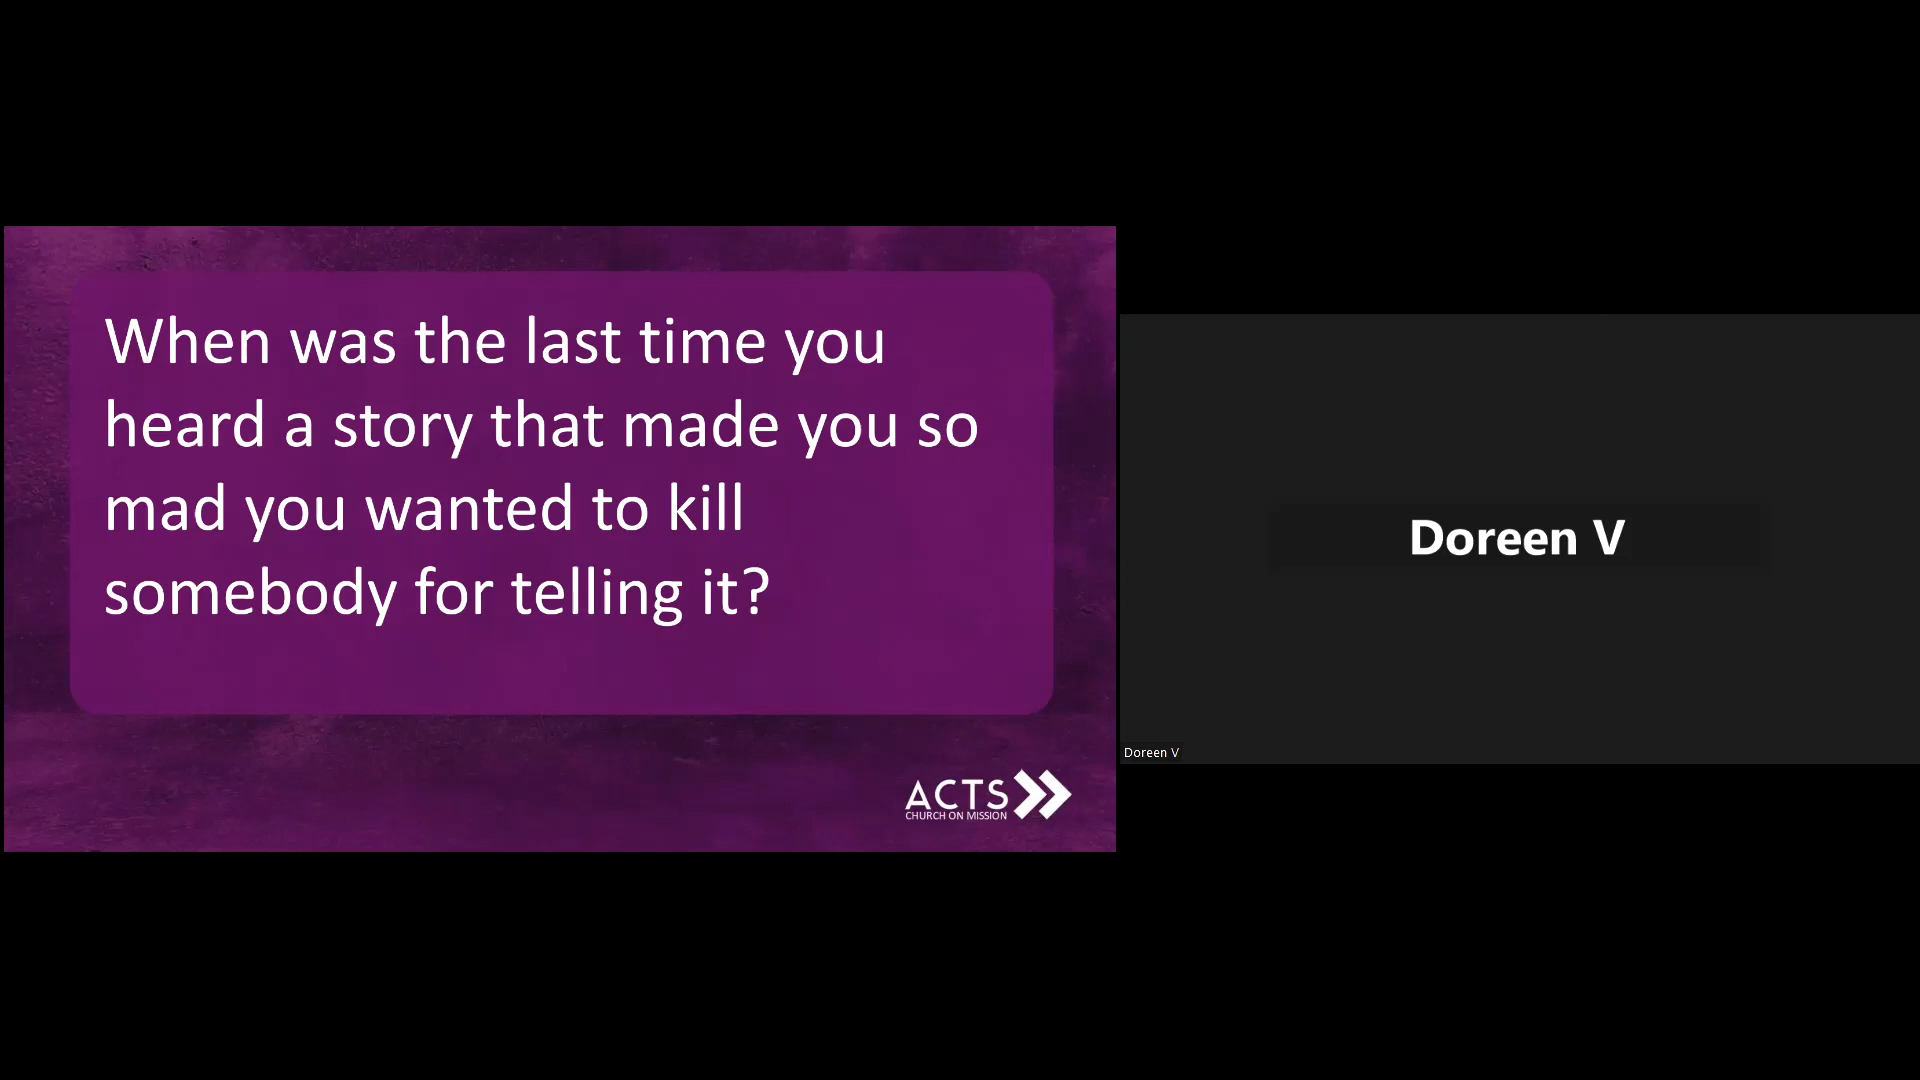 When was the last time you
heard a story that made you so
mad you wanted to kill
somebody for telling it?
ACTS
CHURCH ON MISSION
Doreen V
Doreen V